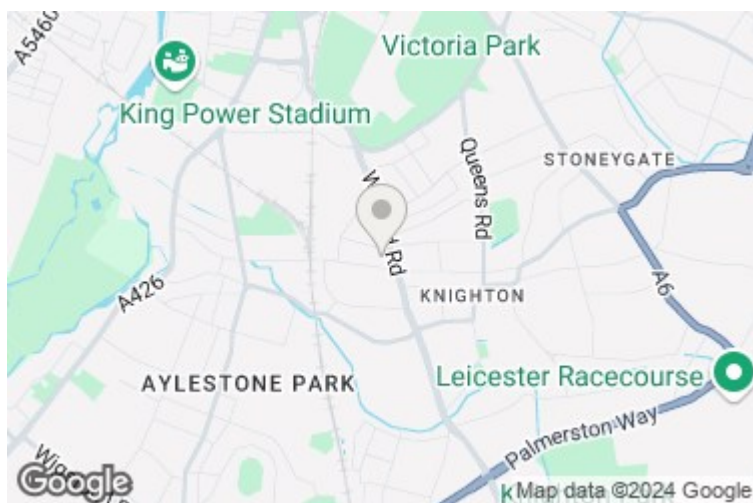 A5460
Victoria Park
King Power Stadium
Queens Rd
STONEYGATE
Rd
A426
KNIGHTON
A6
AYLESTONE PARK
Leicester Racecourse
Palmerston Way
Google
Map data ©2024 Google